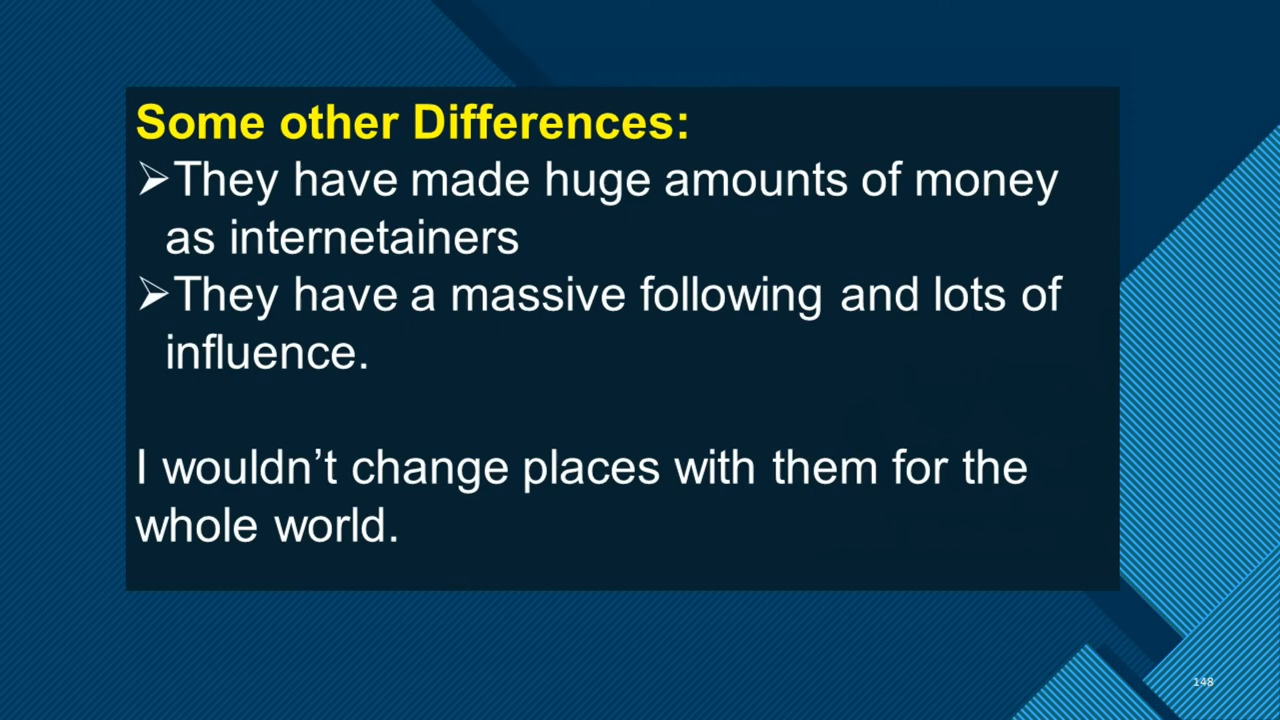 Some other Differences:
➢They have made huge amounts of money
as internetainers
➢They have a massive following and lots of
influence.
I wouldn’t change places with them for the
whole world.
148